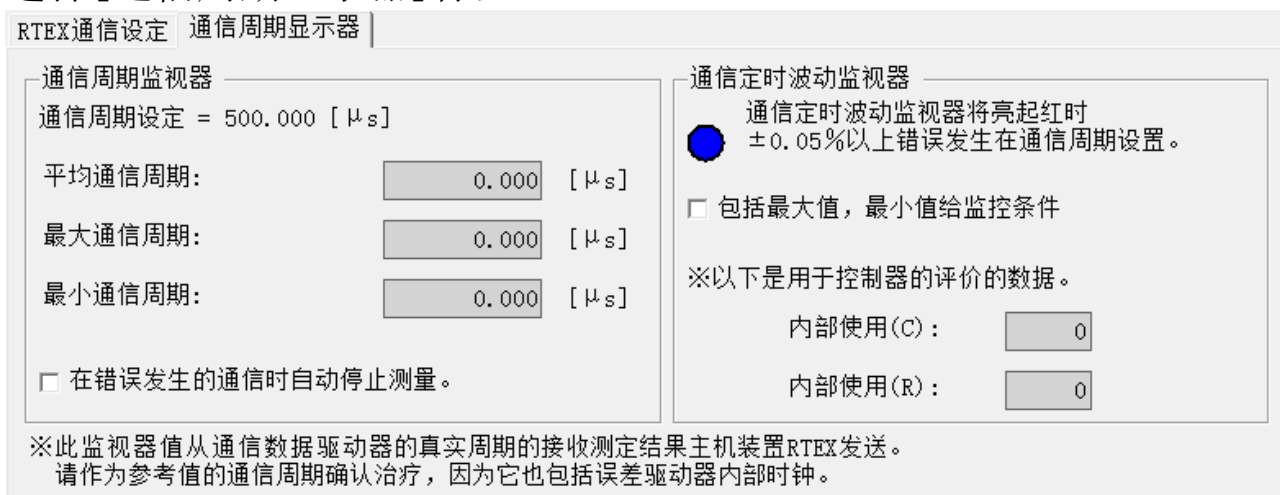 RTEX通信设定 通信周期显示器
通信周期监视器
通信周期设定 = 500.000 [μs]
平均通信周期: 0.000 [μs]
最大通信周期: 0.000 [μs]
最小通信周期: 0.000 [μs]
在错误发生的通信时自动停止测量。
通信定时波动监视器
通信定时波动监视器将亮起红时
±0.05%以上错误发生在通信周期设置。
包括最大值，最小值给监控条件
※以下是用于控制器的评价的数据。
内部使用(C): 0
内部使用(R): 0
※此监视器值从通信数据驱动器的真实周期的接收测定结果主机装置RTEX发送。
请作为参考值的通信周期确认治疗，因为它也包括误差驱动器内部时钟。